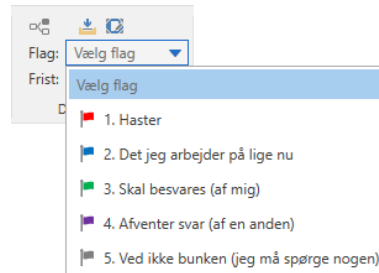 Flag: Vælg flag
Frist:
Vælg flag
D
1. Haster
2. Det jeg arbejder på lige nu
3. Skal besvares (af mig)
4. Afventer svar (af en anden)
5. Ved ikke bunken (jeg må spørge nogen)